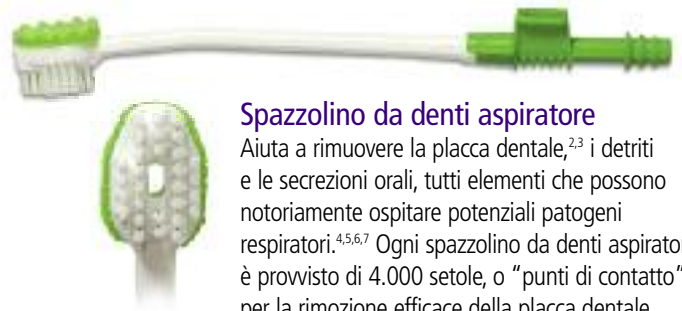 Spazzolino da denti aspiratore
Aiuta a rimuovere la placca dentale,2,3 i detriti
e le secrezioni orali, tutti elementi che possono
notoriamente ospitare potenziali patogeni
respiratori.4,5,6,7 Ogni spazzolino da denti aspirator
è provvisto di 4.000 setole, o “punti di contatto”
per la rimozione efficace della placca dentale